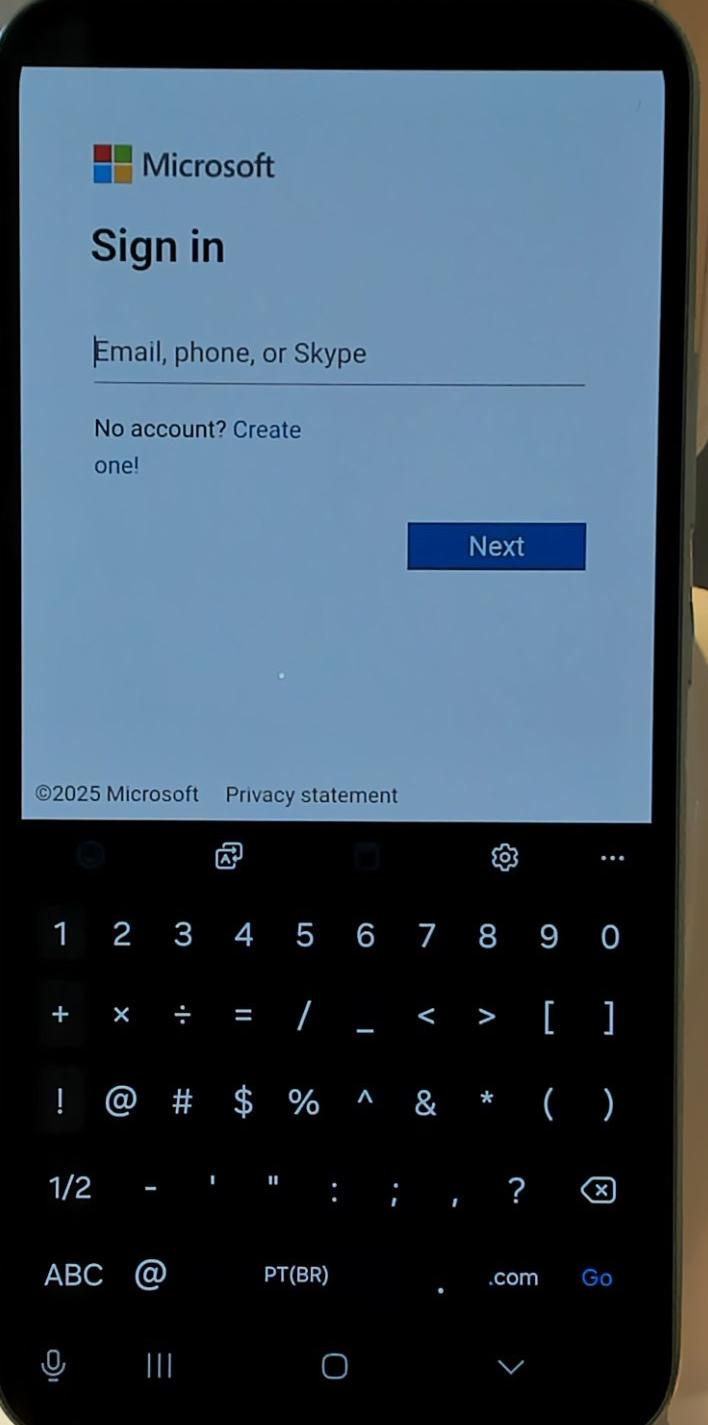 Microsoft
Sign in
Email, phone, or Skype
No account? Create
one!
Next
©2025 Microsoft Privacy statement
1 2 3 4 5 6 7 8 9 0
+ × ÷ = / _ < > [ ]
! @ # $ % ^ & * ( )
1/2 - ' " : ; , ?
ABC @ PT(BR) . .com Go